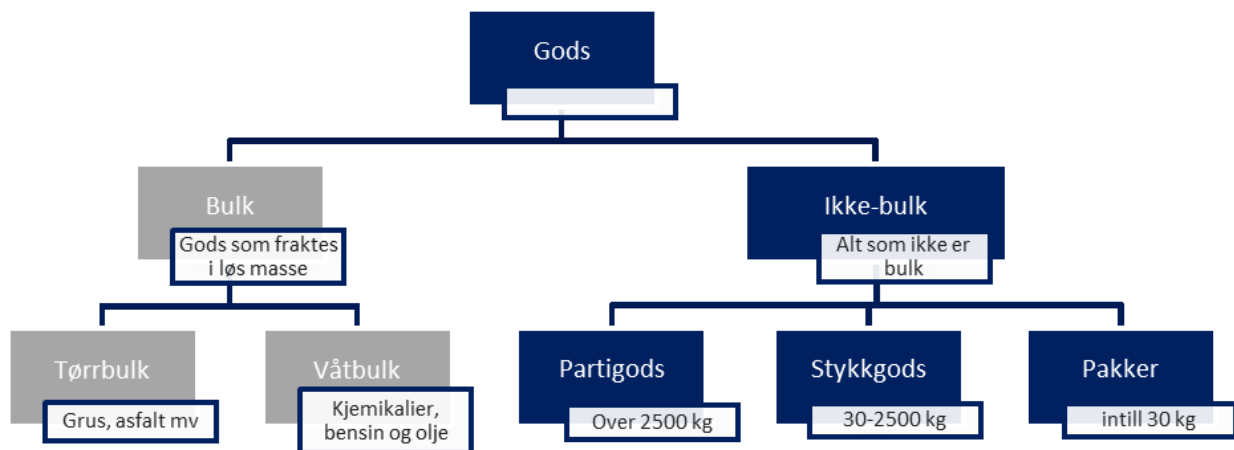 Gods
Bulk
Gods som fraktes
i løs masse
Ikke-bulk
Alt som ikke er
bulk
Tørrbulk
Grus, asfalt mv
Våtbulk
Kjemikalier,
bensin og olje
Partigods
Over 2500 kg
Stykkgods
30-2500 kg
Pakker
intill 30 kg